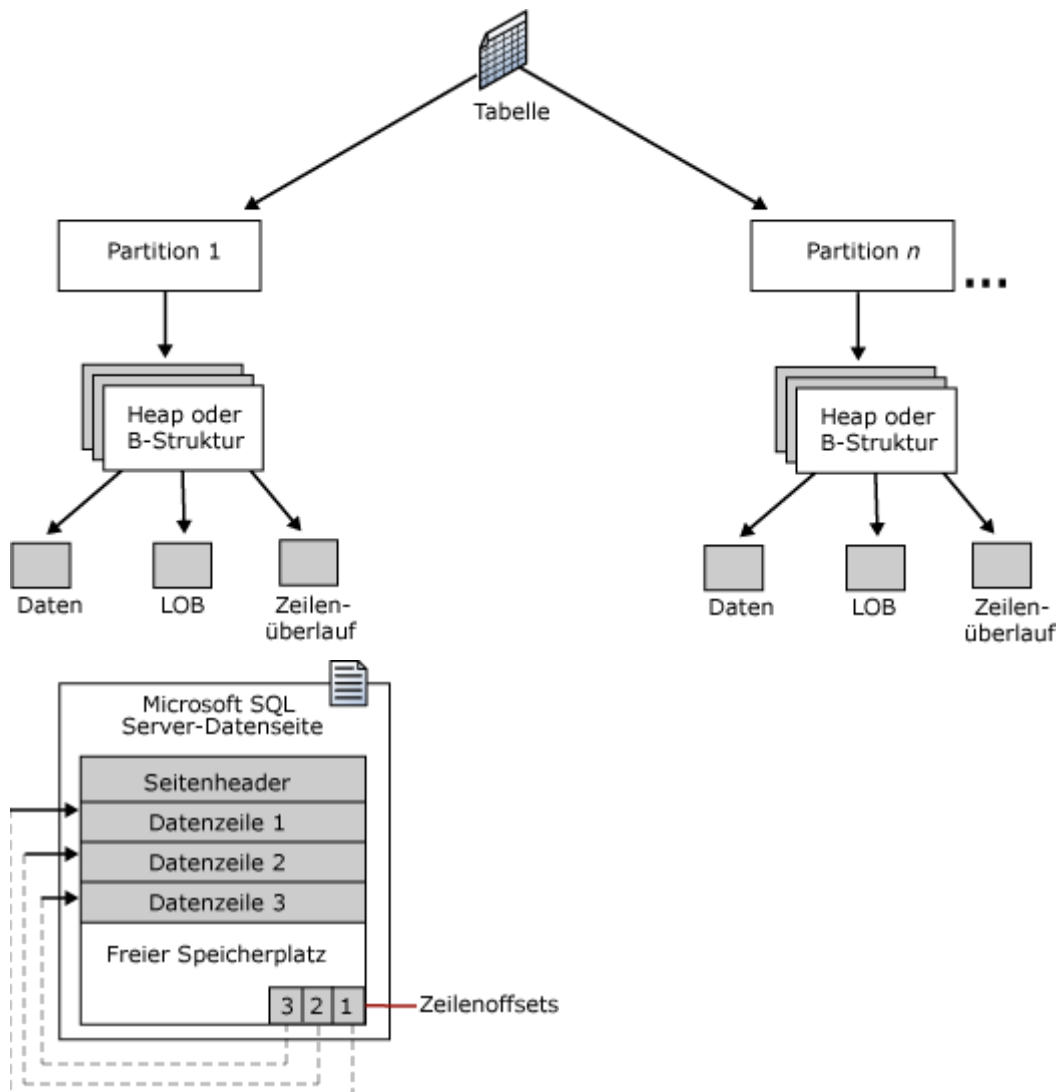 Tabelle
Partition 1
Partition n
...
Heap oder
B-Struktur
Heap oder
B-Struktur
Daten
LOB
Zeilen-
überlauf
Daten
LOB
Zeilen-
überlauf
Microsoft SQL
Server-Datenseite
Seitenheader
Datenzeile 1
Datenzeile 2
Datenzeile 3
Freier Speicherplatz
3 2 1
Zeilenoffsets